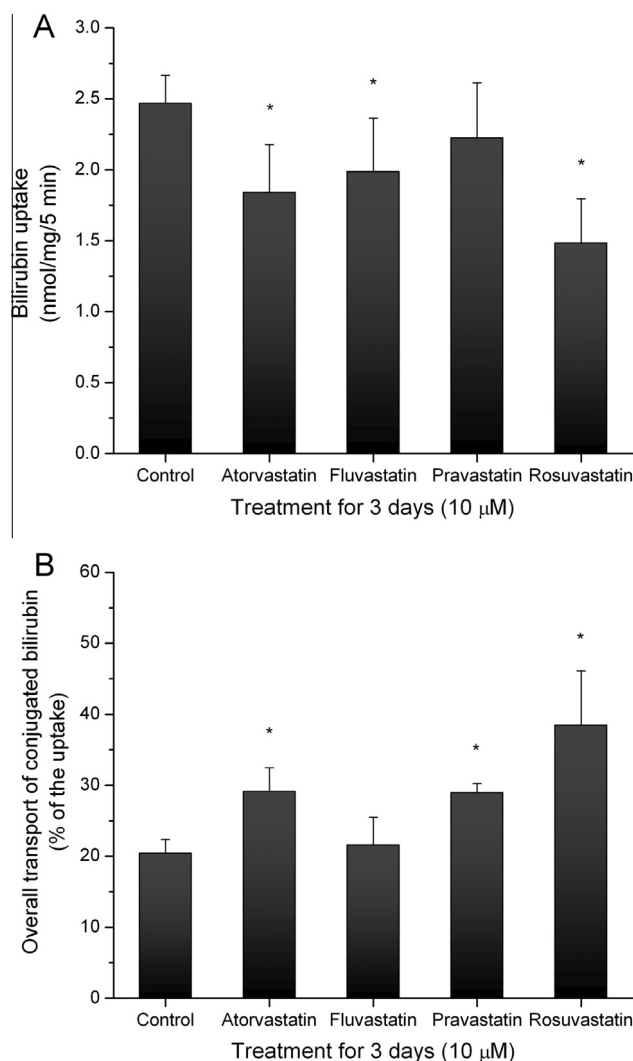 A
3.0
2.5
2.0
1.5
1.0
0.5
0.0
Bilirubin uptake
(nmol/mg/5 min)
*
*
*
Control Atorvastatin Fluvastatin Pravastatin Rosuvastatin
Treatment for 3 days (10 μM)
B
60
50
40
30
20
10
0
Overall transport of conjugated bilirubin
(% of the uptake)
*
*
*
Control Atorvastatin Fluvastatin Pravastatin Rosuvastatin
Treatment for 3 days (10 μM)